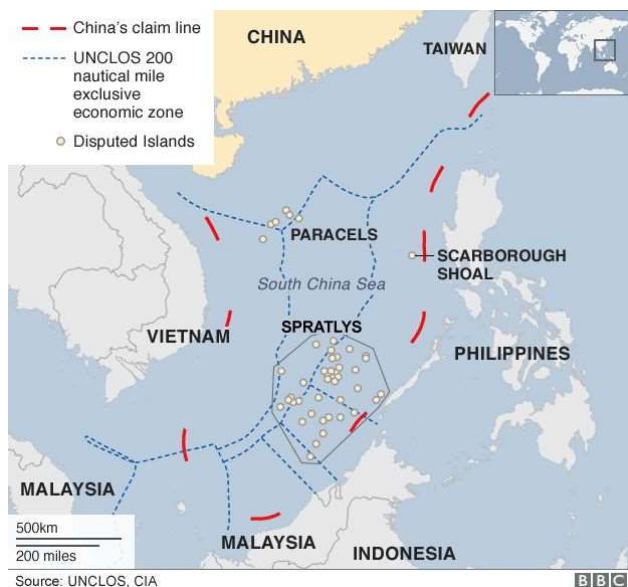 China's claim line
UNCLOS 200
nautical mile
exclusive
economic zone
Disputed Islands
CHINA
TAIWAN
PARACELS
SCARBOROUGH
SHOAL
South China Sea
SPRATLYS
VIETNAM
PHILIPPINES
MALAYSIA
500km
200 miles
MALAYSIA
INDONESIA
Source: UNCLOS, CIA
BBC